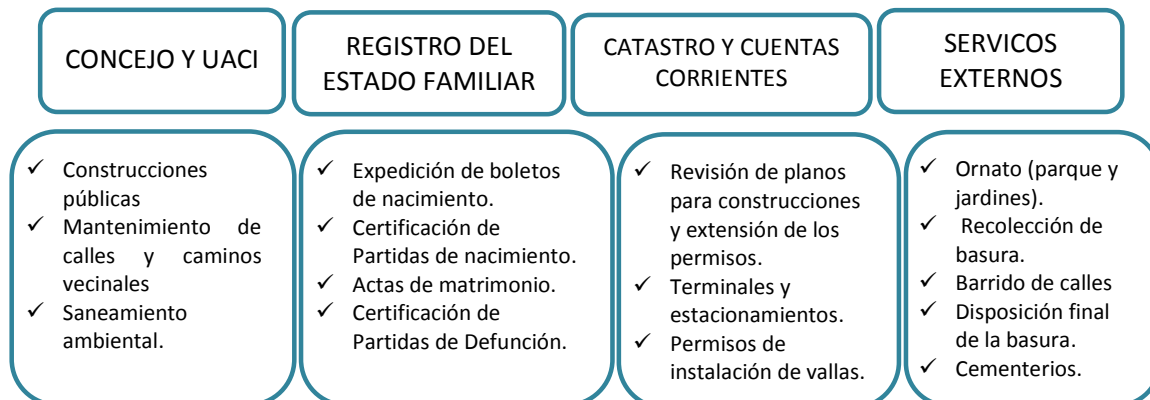 CONCEJO Y UACI
REGISTRO DEL
ESTADO FAMILIAR
CATASTRO Y CUENTAS
CORRIENTES
SERVICOS
EXTERNOS
✓ Construcciones
públicas
✓ Mantenimiento de
calles y caminos
vecinales
✓ Saneamiento
ambiental.
✓ Expedición de boletos
de nacimiento.
✓ Certificación de
Partidas de nacimiento.
✓ Actas de matrimonio.
✓ Certificación de
Partidas de Defunción.
✓ Revisión de planos
para construcciones
y extensión de los
permisos.
✓ Terminales y
estacionamientos.
✓ Permisos de
instalación de vallas.
✓ Ornato (parque y
jardines).
✓ Recolección de
basura.
✓ Barrido de calles
✓ Disposición final
de la basura.
✓ Cementerios.